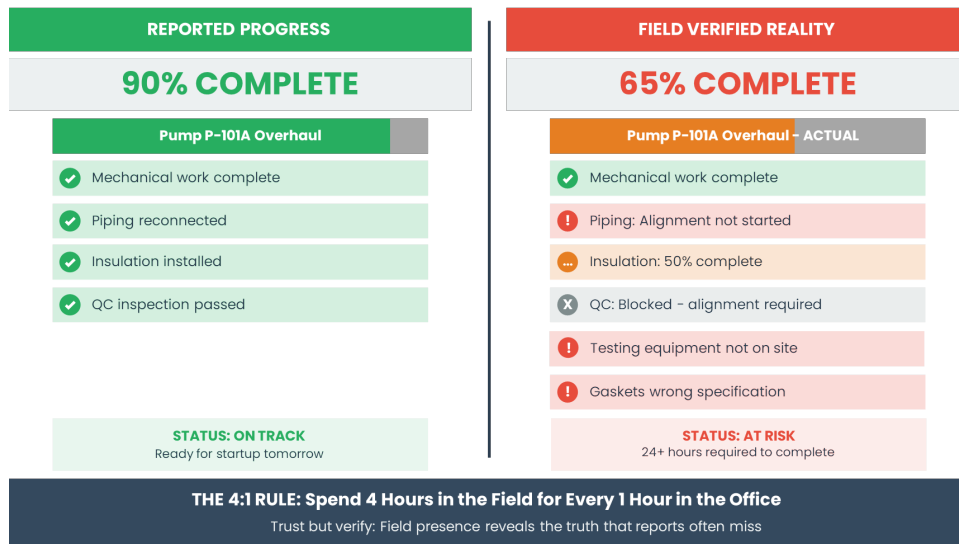 REPORTED PROGRESS
90% COMPLETE
Pump P-101A Overhaul
Mechanical work complete
Piping reconnected
Insulation installed
QC inspection passed
STATUS: ON TRACK
Ready for startup tomorrow
FIELD VERIFIED REALITY
65% COMPLETE
Pump P-101A Overhaul - ACTUAL
Mechanical work complete
! Piping: Alignment not started
... Insulation: 50% complete
X QC: Blocked - alignment required
! Testing equipment not on site
! Gaskets wrong specification
STATUS: AT RISK
24+ hours required to complete
THE 4:1 RULE: Spend 4 Hours in the Field for Every 1 Hour in the Office
Trust but verify: Field presence reveals the truth that reports often miss